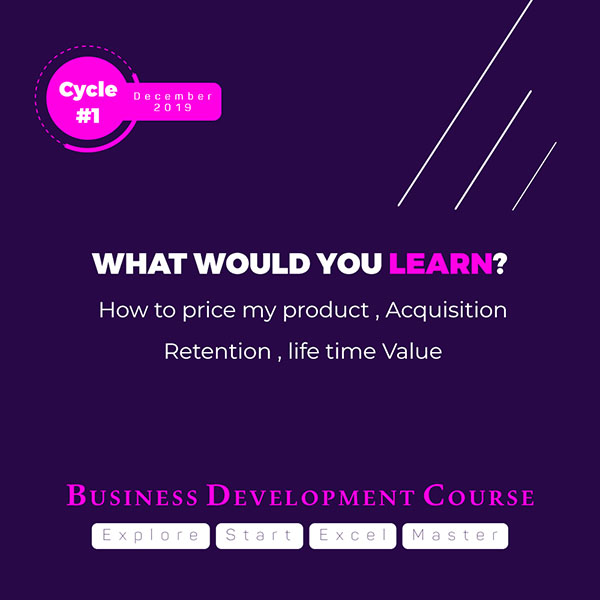 Cycle
#1
December
2019
WHAT WOULD YOU LEARN?
How to price my product , Acquisition
Retention , life time Value
BUSINESS DEVELOPMENT COURSE
Explore Start Excel Master